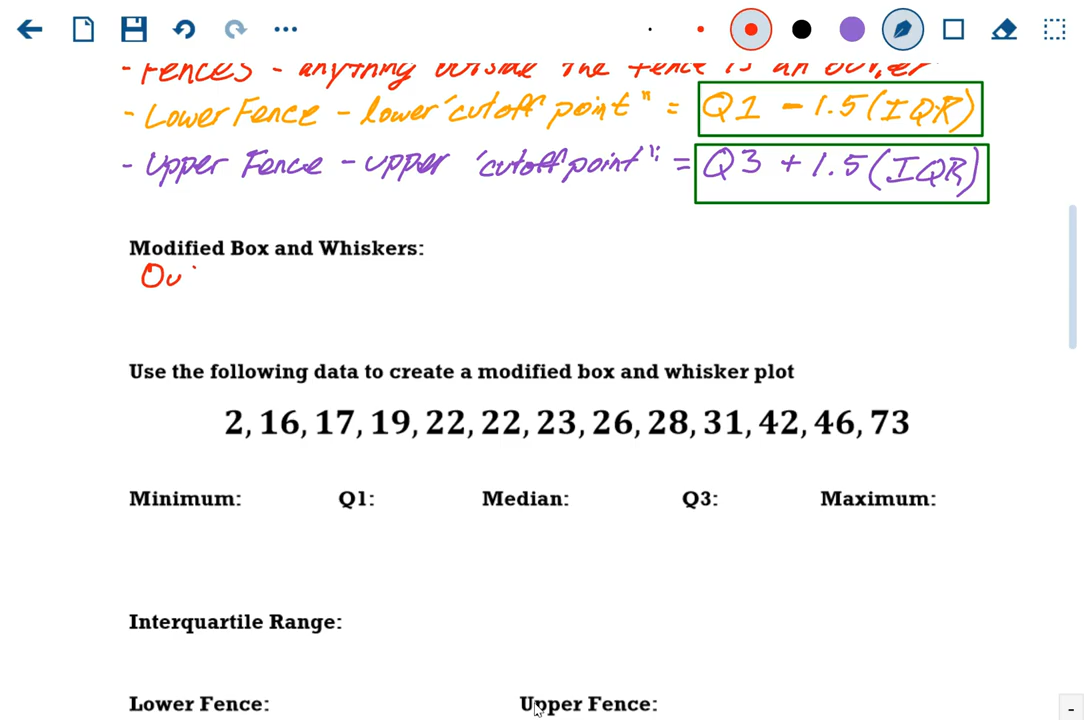 - Fences - anything outside the fence is an outlier
- Lower Fence - lower "cutoff point" = Q1 - 1.5(IQR)
- Upper Fence - upper "cutoff point" = Q3 + 1.5(IQR)
Modified Box and Whiskers:
Ou
Use the following data to create a modified box and whisker plot
2, 16, 17, 19, 22, 22, 23, 26, 28, 31, 42, 46, 73
Minimum: Q1: Median: Q3: Maximum:
Interquartile Range:
Lower Fence: Upper Fence: